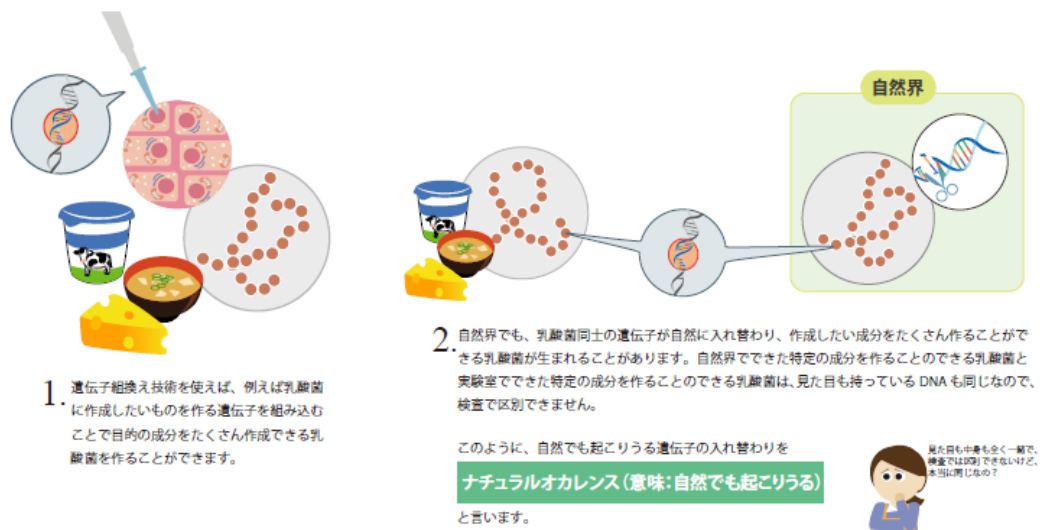 自然界
1. 遺伝子組換え技術を使えば、例えば乳酸菌
に作成したいものを作る遺伝子を組み込む
ことで目的の成分をたくさん作成できる乳
酸菌を作ることができます。
2. 自然界でも、乳酸菌同士の遺伝子が自然に入れ替わり、作成したい成分をたくさん作ることがで
きる乳酸菌が生まれることがあります。自然界でできた特定の成分を作ることのできる乳酸菌と
実験室でできた特定の成分を作ることのできる乳酸菌は、見た目も持っている DNA も同じなので、
検査で区別できません。
このように、自然でも起こりうる遺伝子の入れ替わりを
ナチュラルオカレンス（意味：自然でも起こりうる）
と言います。
見た目も中身も全く一緒で、
検査では区別できないけど、
本当に同じなの？